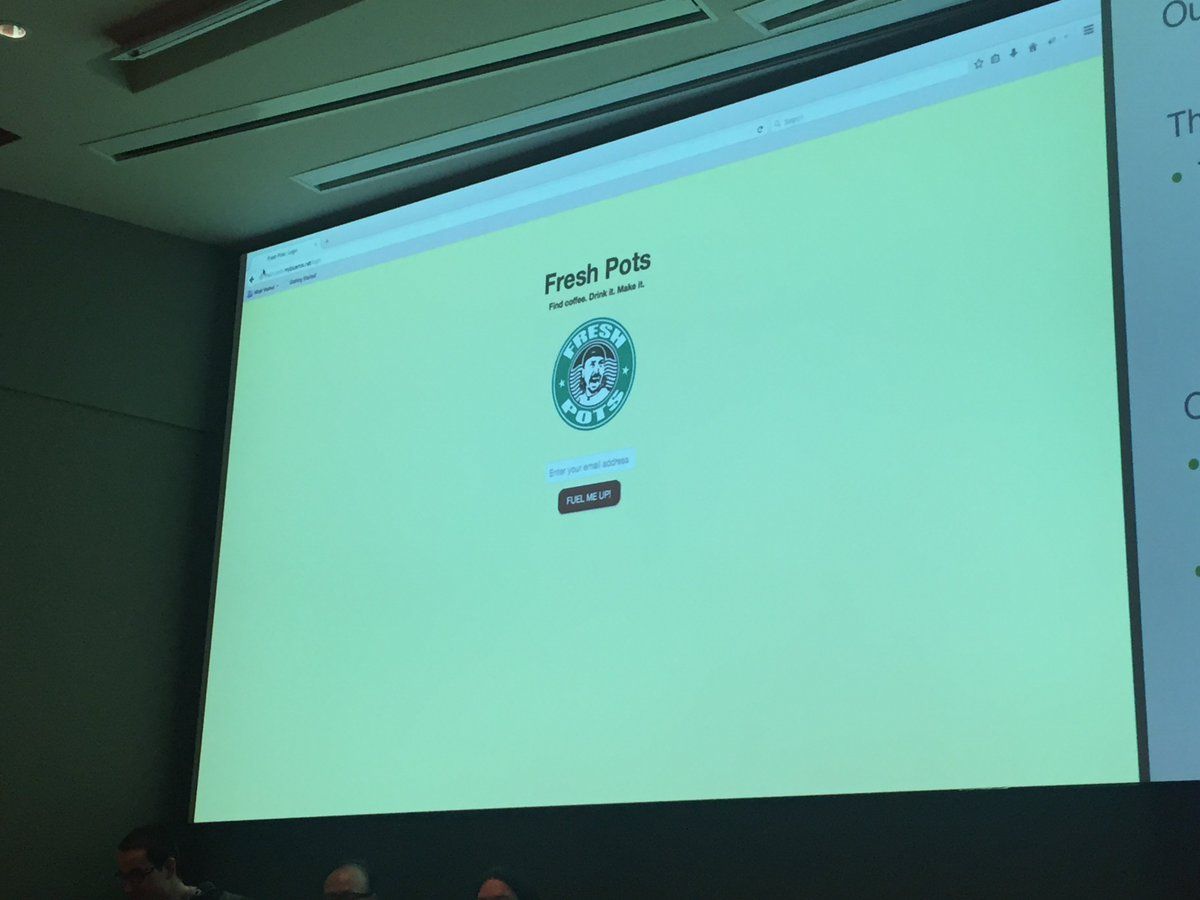 Fresh Pots | Login
Search
Most Visited
Getting Started
Fresh Pots
Find coffee. Drink it. Make it.
FRESH
POTS
Enter your email address
FUEL ME UP!
Ou
Th